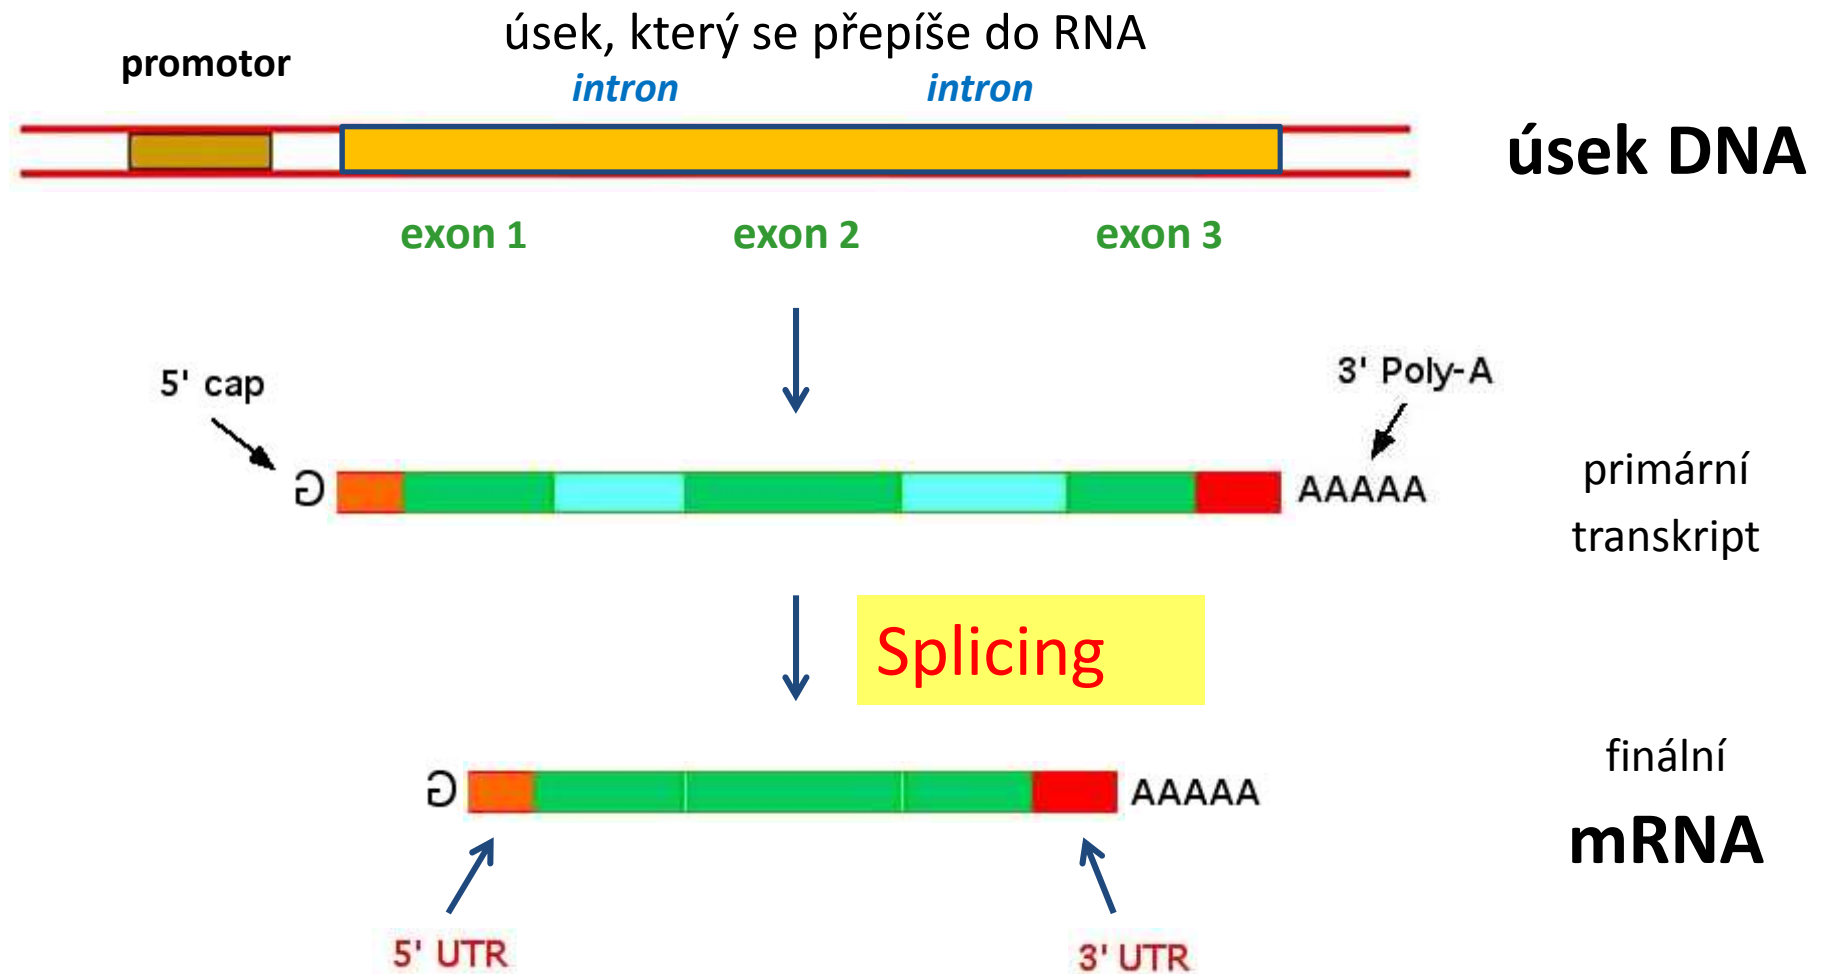 úsek, který se přepíše do RNA
promotor
intron
intron
úsek DNA
exon 1
exon 2
exon 3
5' cap
3' Poly-A
G
AAAAA
primární
transkript
Splicing
finální
mRNA
G
AAAAA
5' UTR
3' UTR